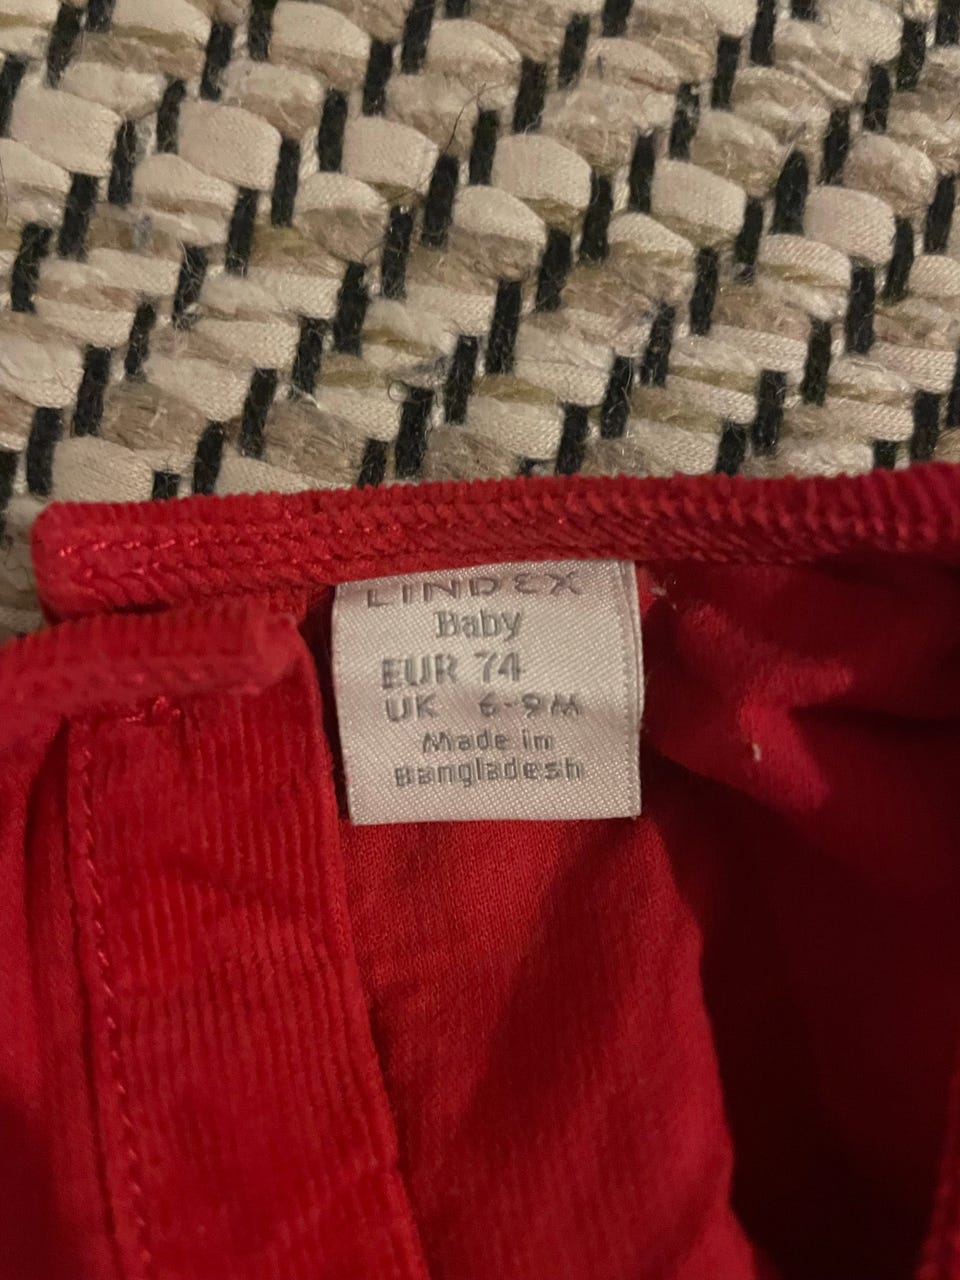 LINDEX
Baby
EUR 74
UK 6-9M
Made in
Bangladesh